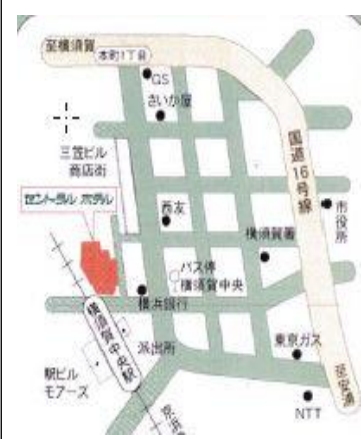 至横須賀
本町1丁目
GS
さいか屋
三笠ビル
商店街
国道16号線
セントラル ホテル
西友
市役所
横須賀署
バス停
横須賀中央
横浜銀行
横須賀中央駅
派出所
東京ガス
駅ビル
モアーズ
至安浦
NTT